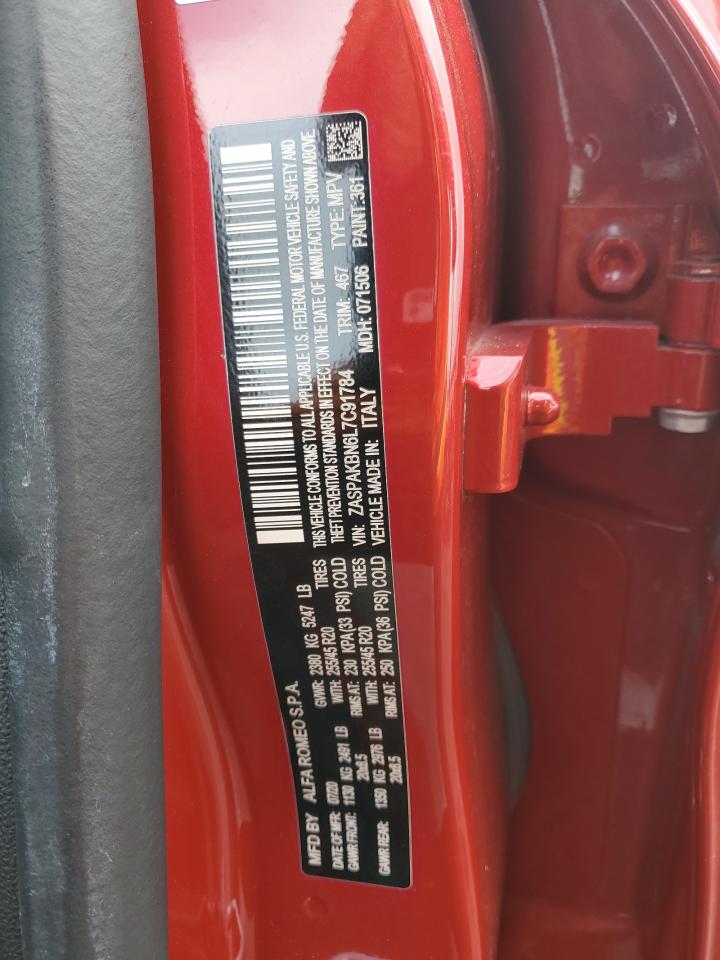 MFD BY ALFA ROMEO S.P.A.
DATE OF MFR: 07/20 GVWR: 2380 KG 5247 LB
GAWR FRONT: 1130 KG 2491 LB WITH: 255/45 R20 TIRES
20x8.5 RIMS AT: 230 KPA(33 PSI) COLD
GAWR REAR: 1350 KG 2976 LB WITH: 255/45 R20 TIRES
20x8.5 RIMS AT: 250 KPA(36 PSI) COLD
THIS VEHICLE CONFORMS TO ALL APPLICABLE U.S. FEDERAL MOTOR VEHICLE SAFETY AND
THEFT PREVENTION STANDARDS IN EFFECT ON THE DATE OF MANUFACTURE SHOWN ABOVE.
VIN: ZASPAKBN6L7C91784 TRIM: 467 TYPE: MPV
VEHICLE MADE IN: ITALY MDH: 071506 PAINT: 361